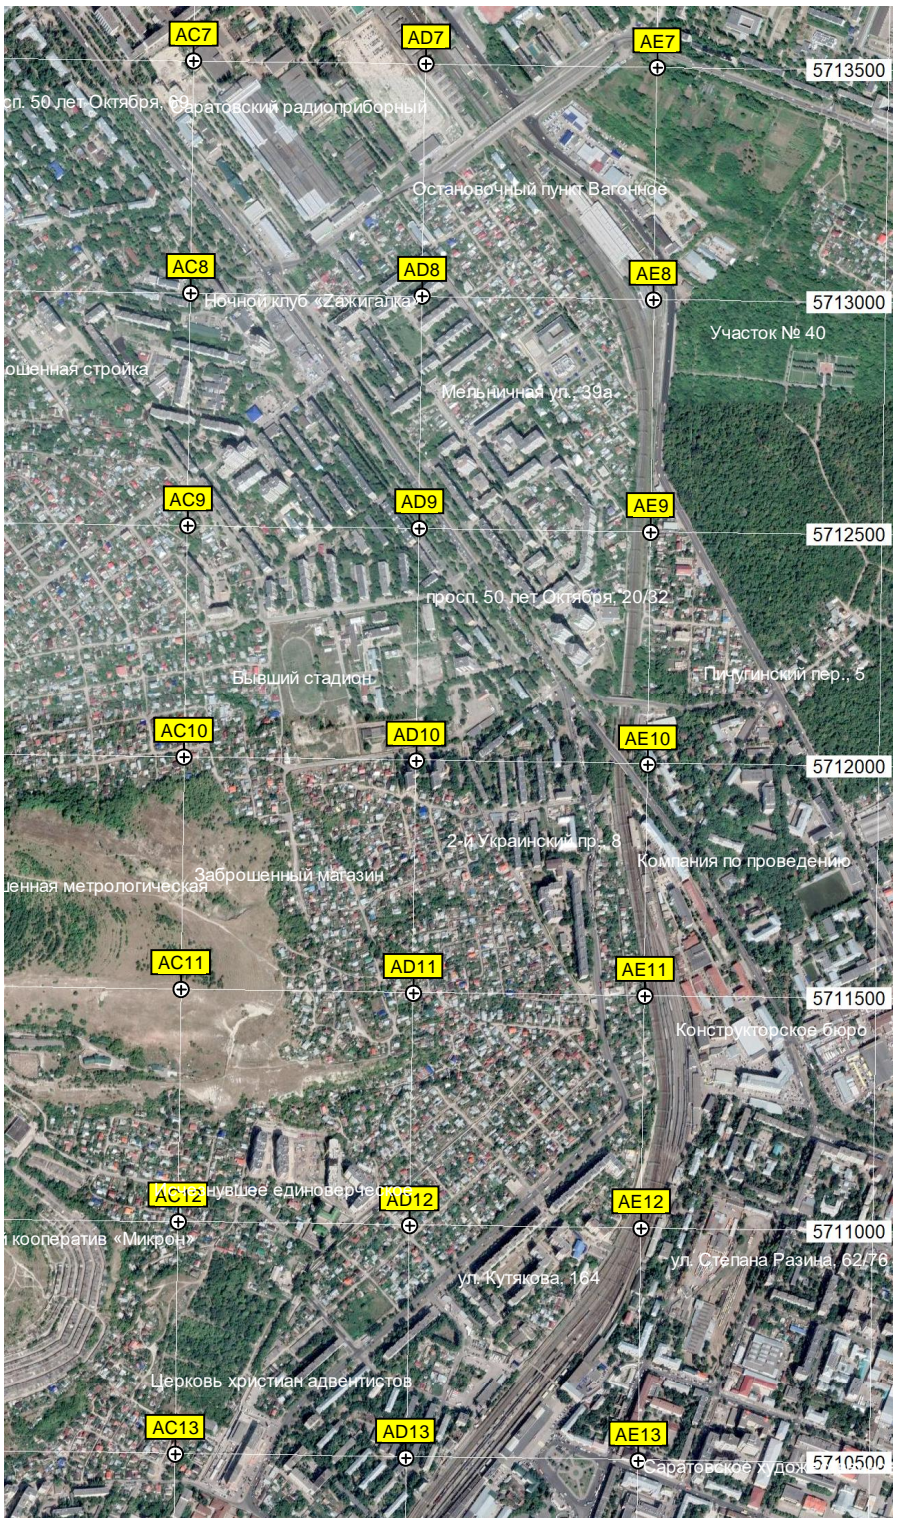 AC7
AD7
AE7
5713500
сп. 50 лет Октября, 69
Саратовский радиоприборный
Остановочный пункт Вагонное
AC8
AD8
AE8
Ночной клуб «Zажигалка»
5713000
Участок № 40
ошенная стройка
Мельничная ул., 39а
AC9
AD9
AE9
5712500
просп. 50 лет Октября, 20/32
Бывший стадион
Пичугинский пер., 5
AC10
AD10
AE10
5712000
2-й Украинский пр., 8
Компания по проведению
Заброшенный магазин
шенная метрологическая
AC11
AD11
AE11
5711500
Конструкторское бюро
единоверческое
AC12
AD12
AE12
5711000
й кооператив «Микрон»
ул. Степана Разина, 62/76
ул. Кутякова, 164
Церковь христиан адвентистов
AC13
AD13
AE13
Саратовское худож
5710500